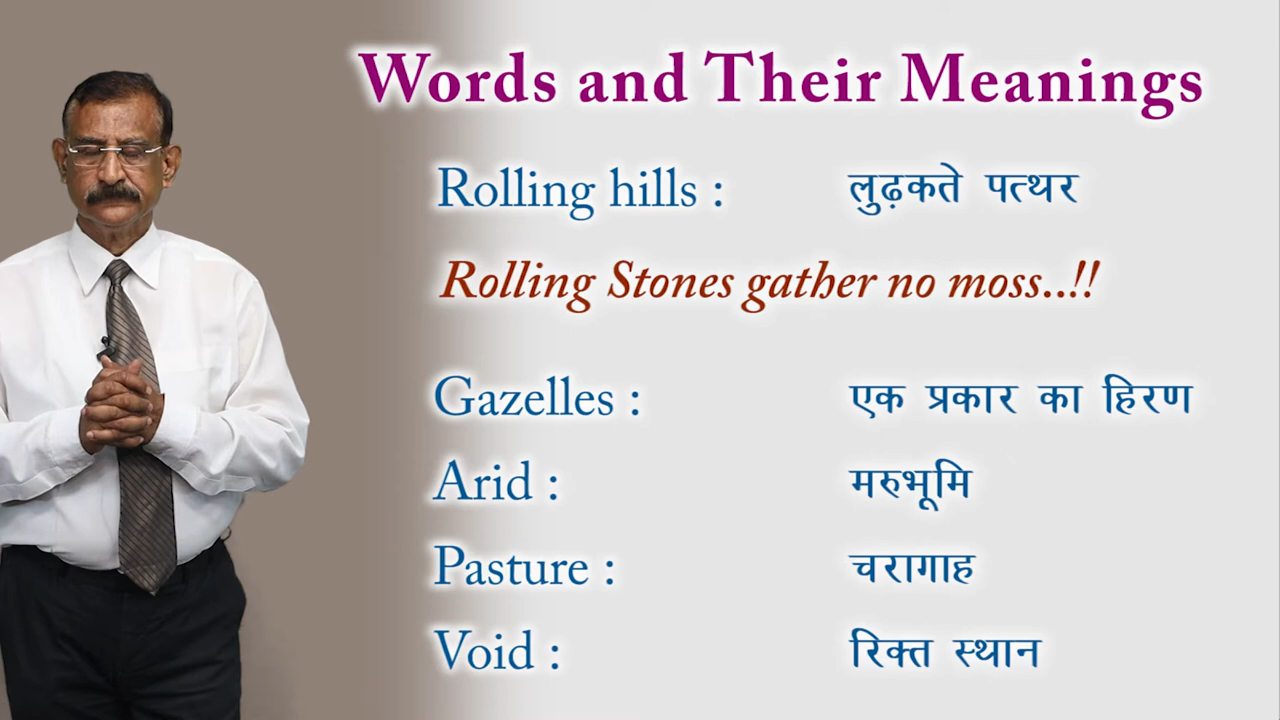 Words and Their Meanings
Rolling hills : लुढ़कते पत्थर
Rolling Stones gather no moss..!!
Gazelles : एक प्रकार का हिरण
Arid : मरुभूमि
Pasture : चरागाह
Void : रिक्त स्थान